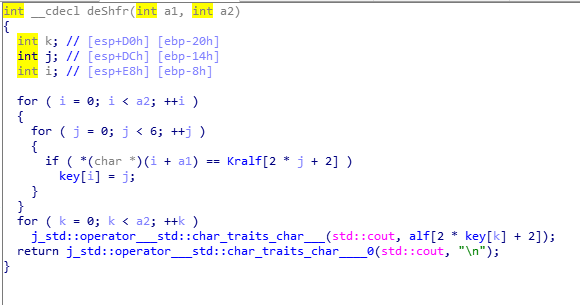 int __cdecl deShfr(int a1, int a2)
{
  int k; // [esp+D0h] [ebp-20h]
  int j; // [esp+DCh] [ebp-14h]
  int i; // [esp+E8h] [ebp-8h]

  for ( i = 0; i < a2; ++i )
  {
    for ( j = 0; j < 6; ++j )
    {
      if ( *(char *)(i + a1) == Kralf[2 * j + 2] )
        key[i] = j;
    }
  }
  for ( k = 0; k < a2; ++k )
    j_std::operator___std::char_traits_char___(std::cout, alf[2 * key[k] + 2]);
  return j_std::operator___std::char_traits_char____0(std::cout, "\n");
}